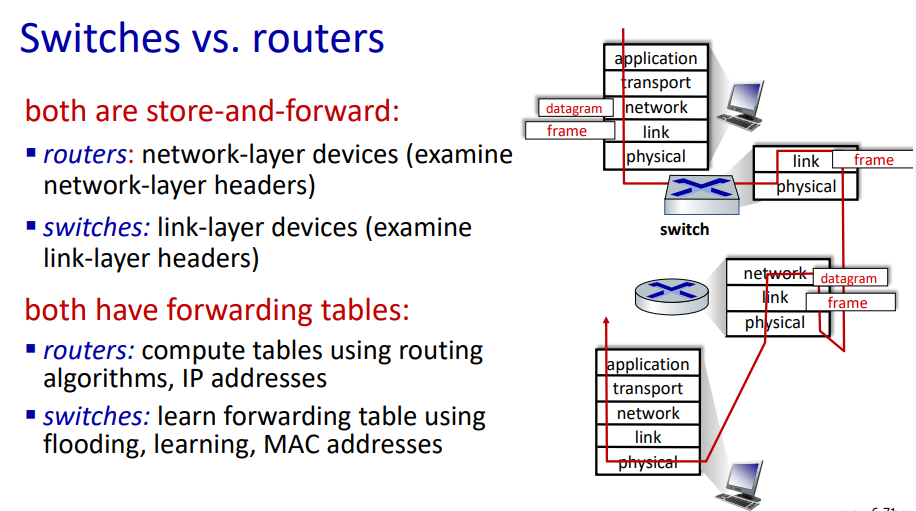 Switches vs. routers
both are store-and-forward:
▪ routers: network-layer devices (examine
network-layer headers)
▪ switches: link-layer devices (examine
link-layer headers)
both have forwarding tables:
▪ routers: compute tables using routing
algorithms, IP addresses
▪ switches: learn forwarding table using
flooding, learning, MAC addresses
application
transport
datagram
network
frame
link
physical
link
frame
physical
switch
network
datagram
link
frame
physical
application
transport
network
link
physical